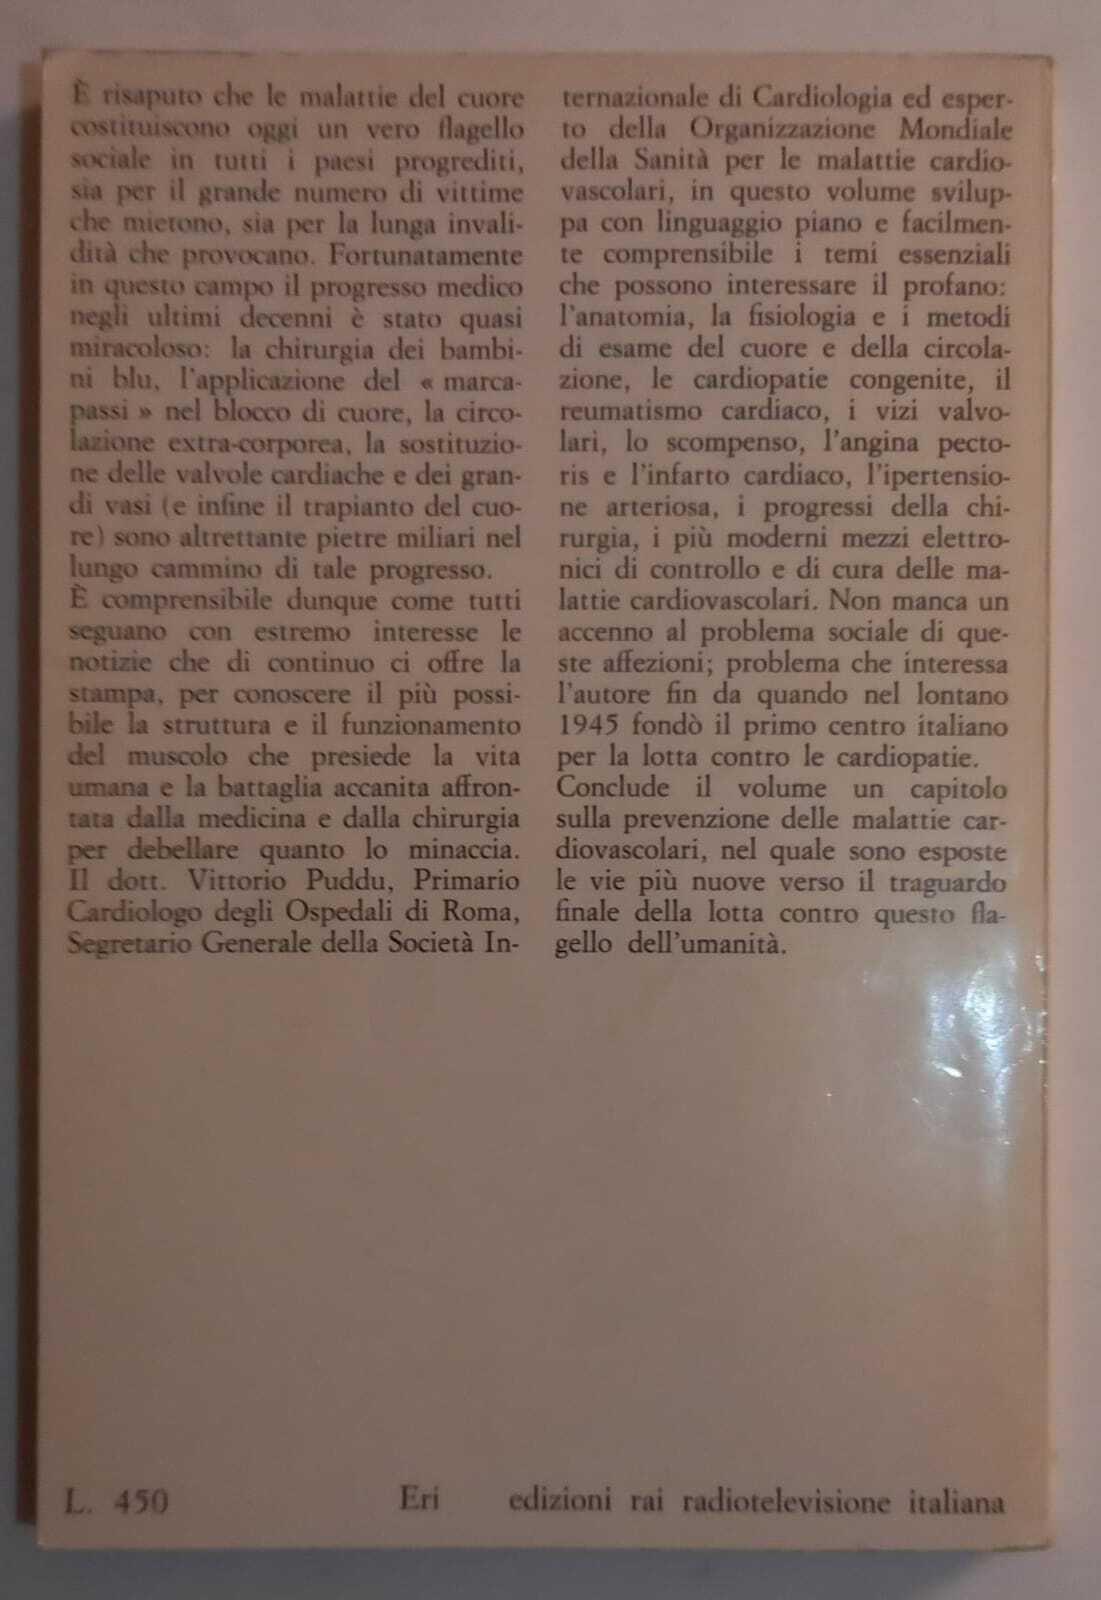 È risaputo che le malattie del cuore
costituiscono oggi un vero flagello
sociale in tutti i paesi progrediti,
sia per il grande numero di vittime
che mietono, sia per la lunga invali-
dità che provocano. Fortunatamente
in questo campo il progresso medico
negli ultimi decenni è stato quasi
miracoloso: la chirurgia dei bambi-
ni blu, l'applicazione del « marca-
passi » nel blocco di cuore, la circo-
lazione extra-corporea, la sostituzio-
ne delle valvole cardiache e dei gran-
di vasi (e infine il trapianto del cuo-
re) sono altrettante pietre miliari nel
lungo cammino di tale progresso.
È comprensibile dunque come tutti
seguano con estremo interesse le
notizie che di continuo ci offre la
stampa, per conoscere il più possi-
bile la struttura e il funzionamento
del muscolo che presiede la vita
umana e la battaglia accanita affron-
tata dalla medicina e dalla chirurgia
per debellare quanto lo minaccia.
Il dott. Vittorio Puddu, Primario
Cardiologo degli Ospedali di Roma,
Segretario Generale della Società In-
ternazionale di Cardiologia ed esper-
to della Organizzazione Mondiale
della Sanità per le malattie cardio-
vascolari, in questo volume svilup-
pa con linguaggio piano e facilmen-
te comprensibile i temi essenziali
che possono interessare il profano:
l'anatomia, la fisiologia e i metodi
di esame del cuore e della circola-
zione, le cardiopatie congenite, il
reumatismo cardiaco, i vizi valvo-
lari, lo scompenso, l'angina pecto-
ris e l'infarto cardiaco, l'ipertensio-
ne arteriosa, i progressi della chi-
rurgia, i più moderni mezzi elettro-
nici di controllo e di cura delle ma-
lattie cardiovascolari. Non manca un
accenno al problema sociale di que-
ste affezioni; problema che interessa
l'autore fin da quando nel lontano
1945 fondò il primo centro italiano
per la lotta contro le cardiopatie.
Conclude il volume un capitolo
sulla prevenzione delle malattie car-
diovascolari, nel quale sono esposte
le vie più nuove verso il traguardo
finale della lotta contro questo fla-
gello dell'umanità.
L. 450 Eri edizioni rai radiotelevisione italiana